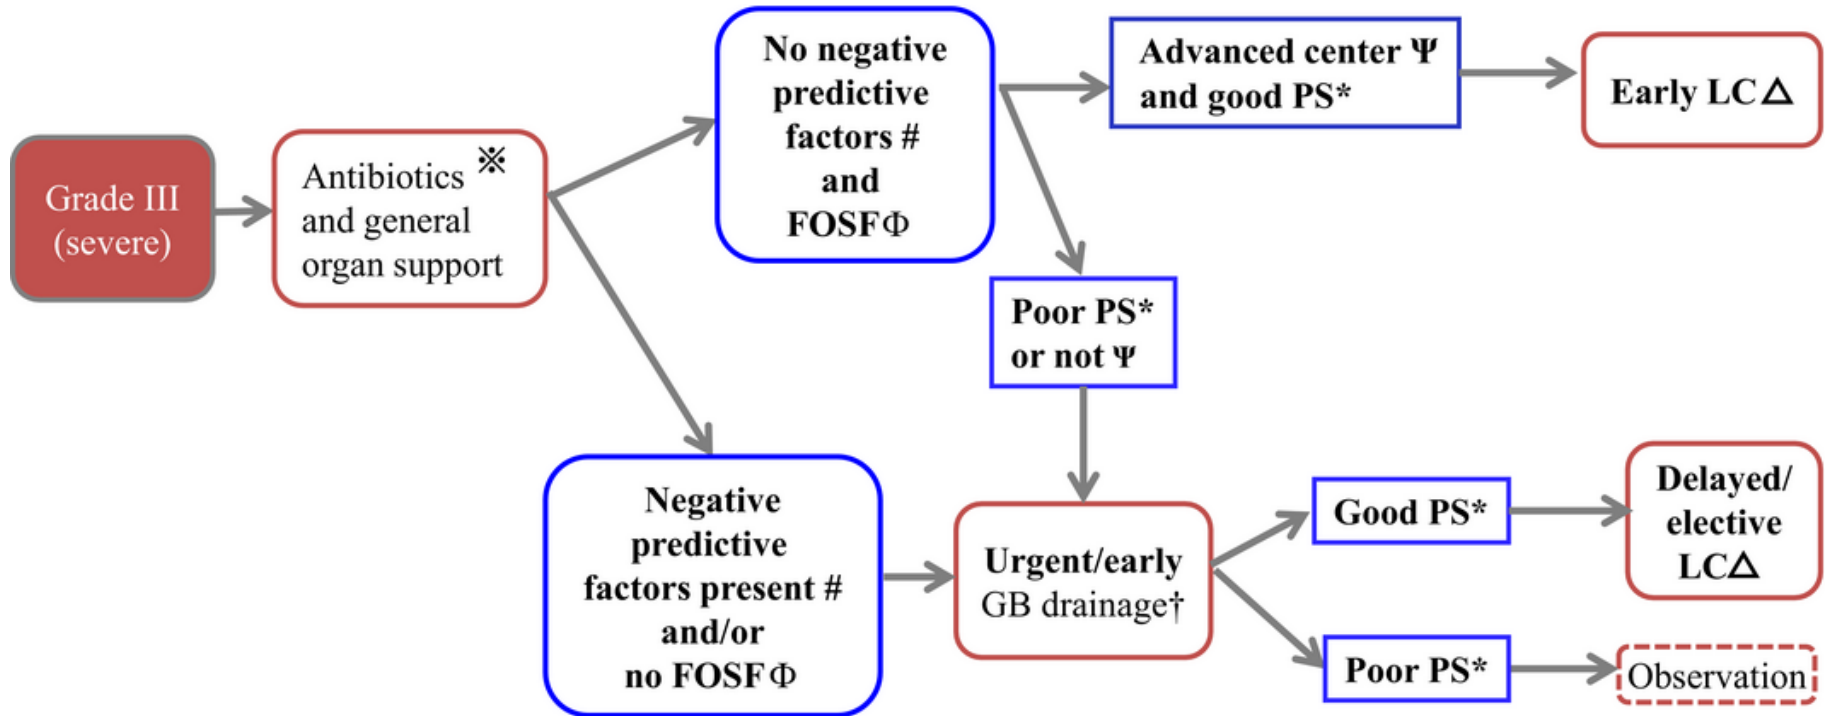 Grade III
(severe)
Antibiotics ※
and general
organ support
No negative
predictive
factors #
and
FOSFΦ
Advanced center Ψ
and good PS*
Early LC△
Poor PS*
or not Ψ
Negative
predictive
factors present #
and/or
no FOSFΦ
Urgent/early
GB drainage†
Good PS*
Delayed/
elective
LC△
Poor PS*
Observation